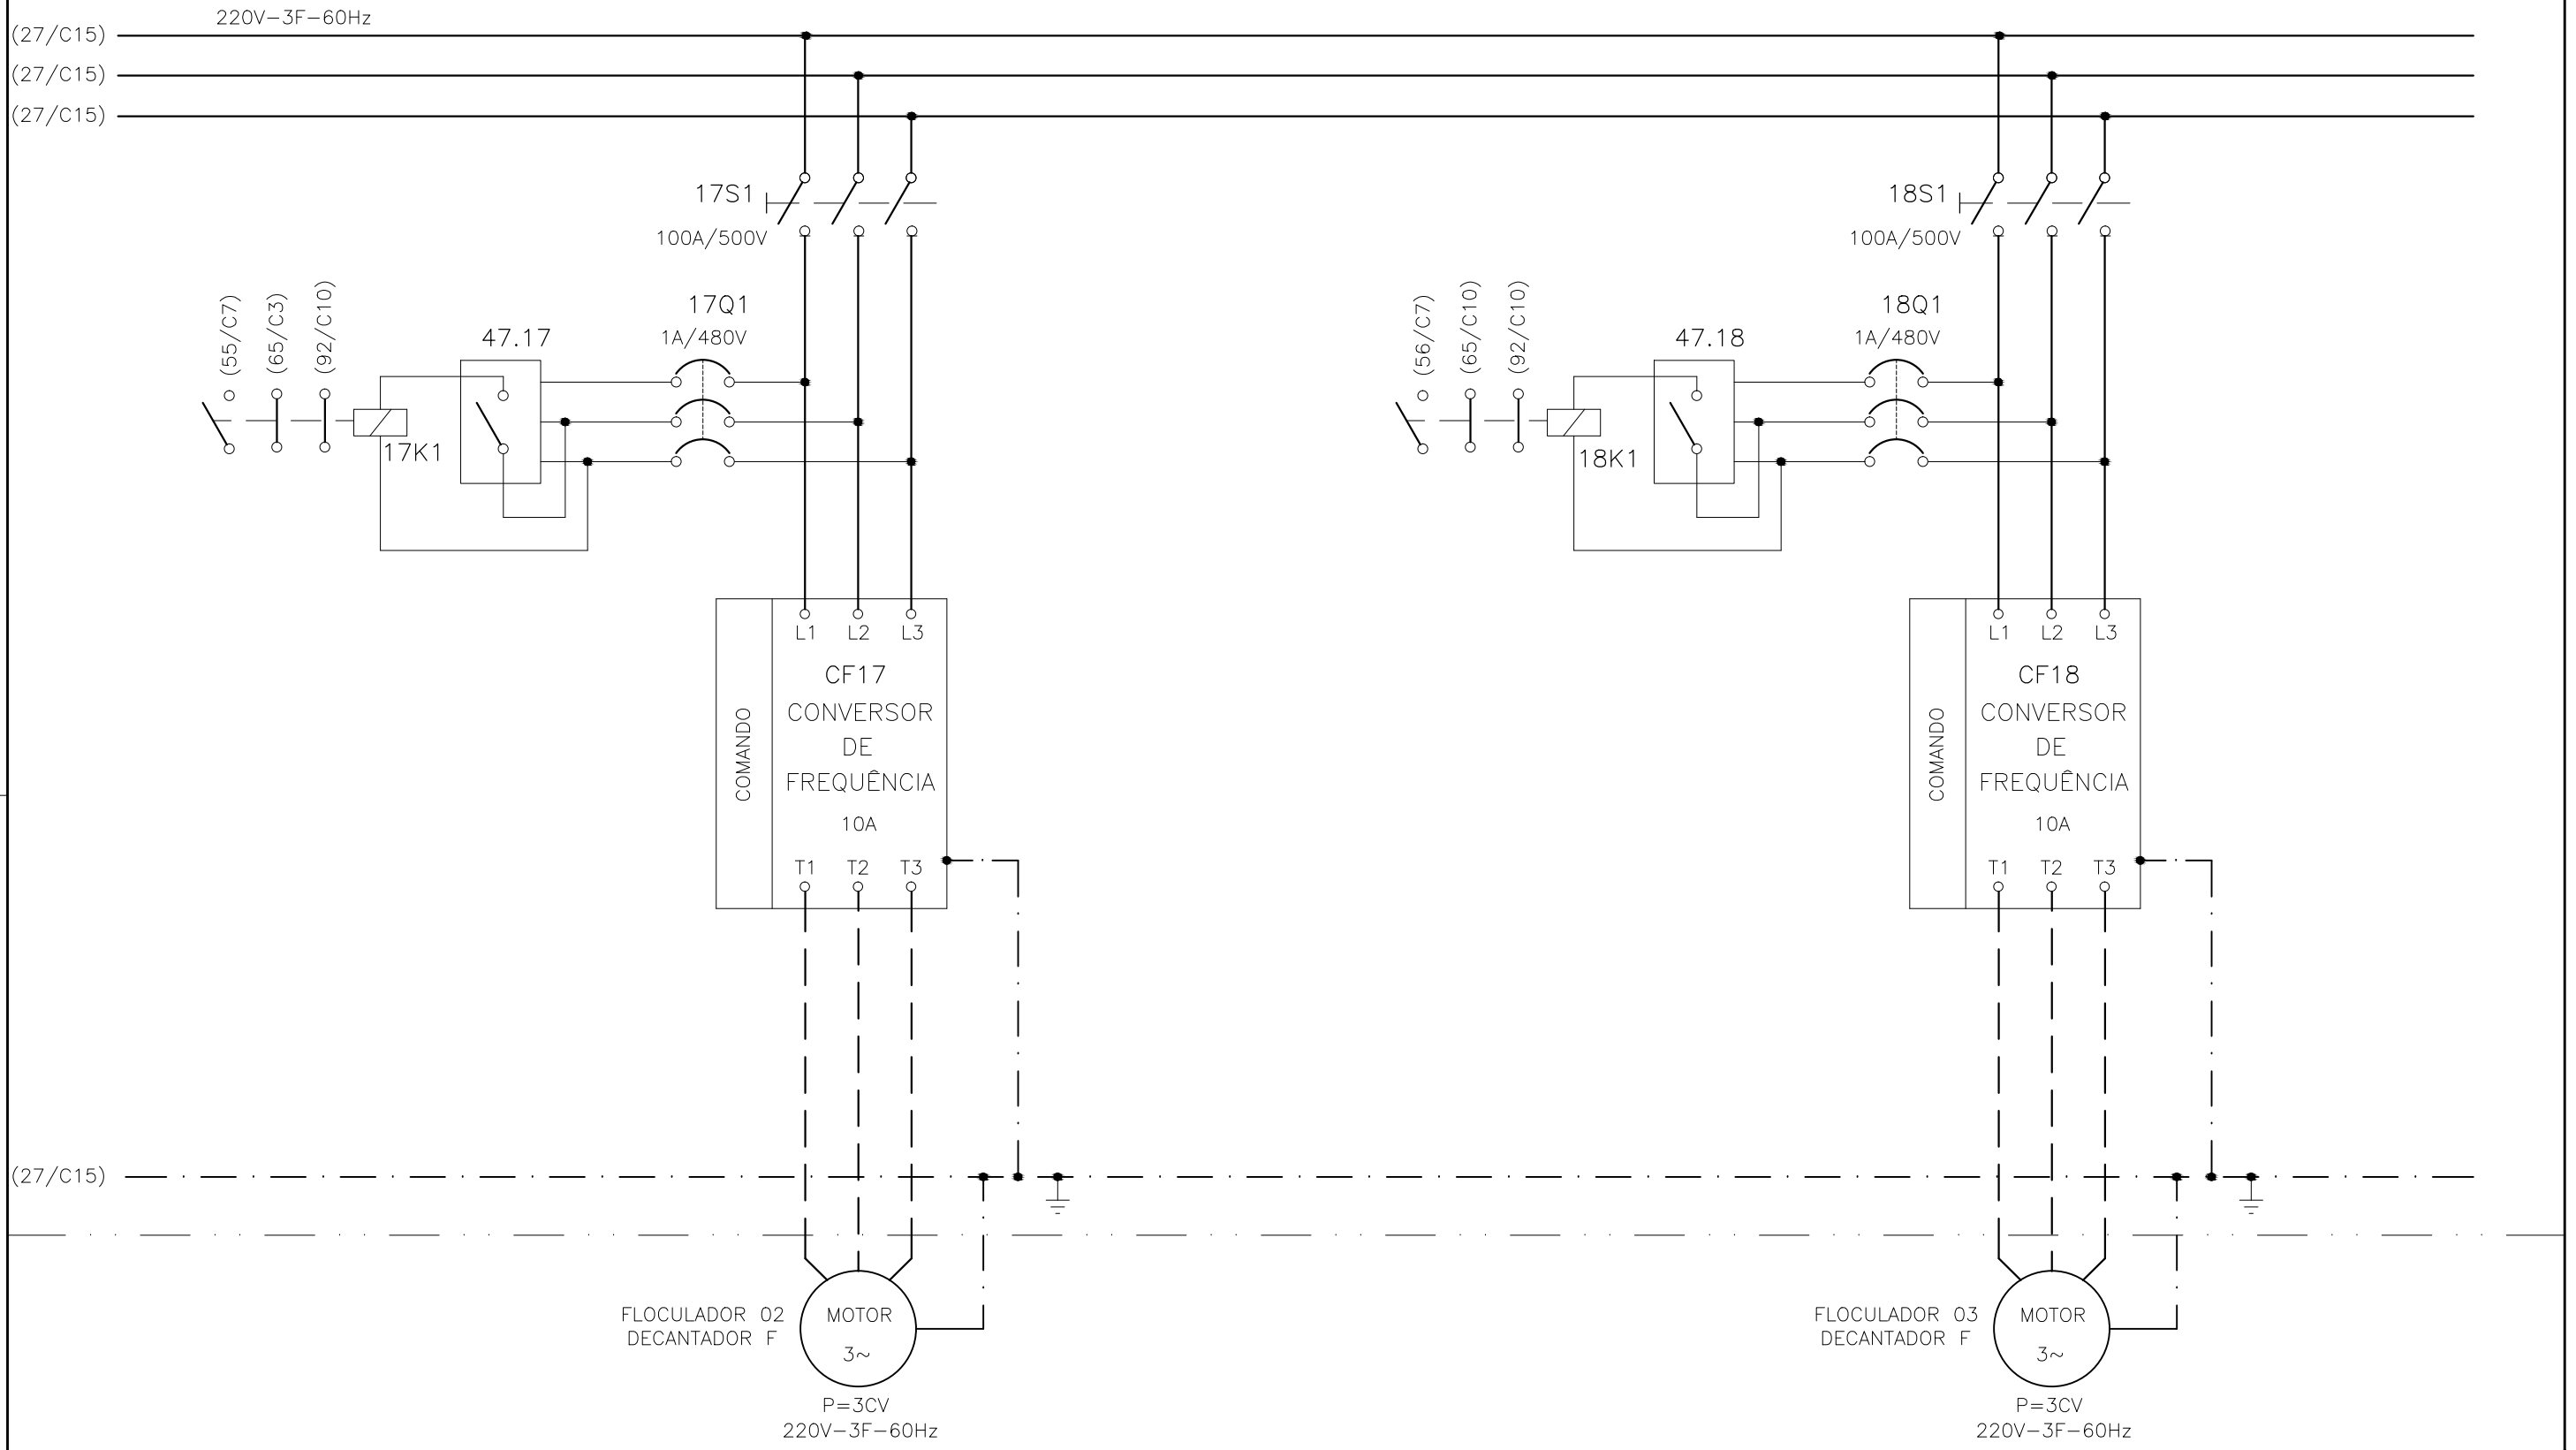 220V-3F-60Hz
(27/C15)
(27/C15)
(27/C15)
17S1
100A/500V
(55/C7)
(65/C3)
(92/C10)
17K1
47.17
17Q1
1A/480V
L1 L2 L3
CF17
CONVERSOR
DE
FREQUÊNCIA
10A
COMANDO
T1 T2 T3
18S1
100A/500V
(56/C7)
(65/C10)
(92/C10)
18K1
47.18
18Q1
1A/480V
L1 L2 L3
CF18
CONVERSOR
DE
FREQUÊNCIA
10A
COMANDO
T1 T2 T3
(27/C15)
FLOCULADOR 02
DECANTADOR F
MOTOR
3~
P=3CV
220V-3F-60Hz
FLOCULADOR 03
DECANTADOR F
MOTOR
3~
P=3CV
220V-3F-60Hz